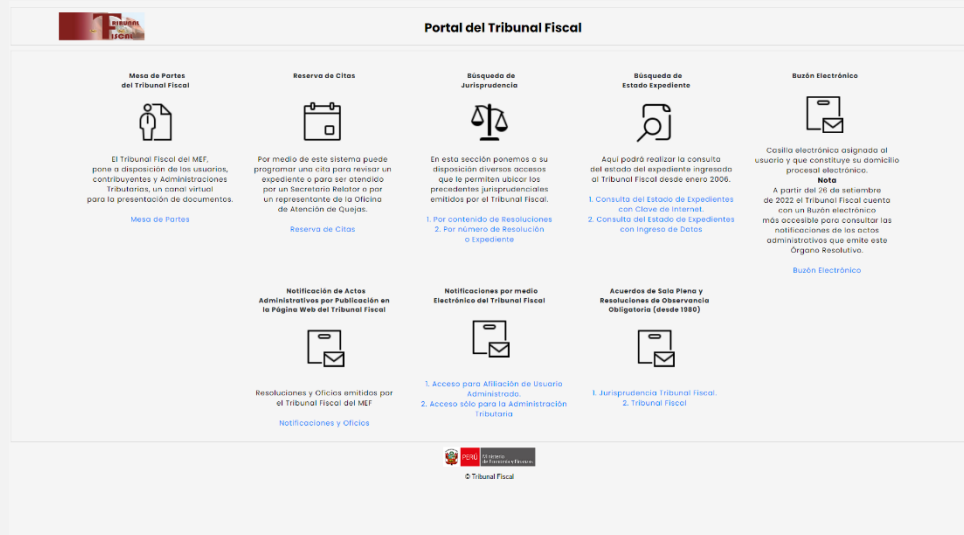 TRIBUNAL
FISCAL
Portal del Tribunal Fiscal
Mesa de Partes
del Tribunal Fiscal
El Tribunal Fiscal del MEF,
pone a disposición de los usuarios,
contribuyentes y Administraciones
Tributarias, un canal virtual
para la presentación de documentos.
Mesa de Partes
Reserva de Citas
Por medio de este sistema puede
programar una cita para revisar un
expediente o para ser atendido
por un Secretario Relator o por
un representante de la Oficina
de Atención de Quejas.
Reserva de Citas
Búsqueda de
Jurisprudencia
En esta sección ponemos a su
disposición diversos accesos
que le permiten ubicar los
precedentes jurisprudenciales
emitidos por el Tribunal Fiscal.
1. Por contenido de Resoluciones
2. Por número de Resolución
o Expediente
Búsqueda de
Estado Expediente
Aquí podrá realizar la consulta
del estado del expediente ingresado
al Tribunal Fiscal desde enero 2006.
1. Consulta del Estado de Expedientes
con Clave de Internet.
2. Consulta del Estado de Expedientes
con Ingreso de Datos
Buzón Electrónico
Casilla electrónica asignada al
usuario y que constituye su domicilio
procesal electrónico.
Nota
A partir del 26 de setiembre
de 2022 el Tribunal Fiscal cuenta
con un Buzón electrónico
más accesible para consultar las
notificaciones de los actos
administrativos que emite este
Órgano Resolutivo.
Buzón Electrónico
Notificación de Actos
Administrativos por Publicación en
la Página Web del Tribunal Fiscal
Resoluciones y Oficios emitidos por
el Tribunal Fiscal del MEF
Notificaciones y Oficios
Notificaciones por medio
Electrónico del Tribunal Fiscal
1. Acceso para Afiliación de Usuario
Administrado.
2. Acceso sólo para la Administración
Tributaria
Acuerdos de Sala Plena y
Resoluciones de Observancia
Obligatoria (desde 1980)
1. Jurisprudencia Tribunal Fiscal.
2. Tribunal Fiscal
PERÚ Ministerio
de Economía y Finanzas
© Tribunal Fiscal